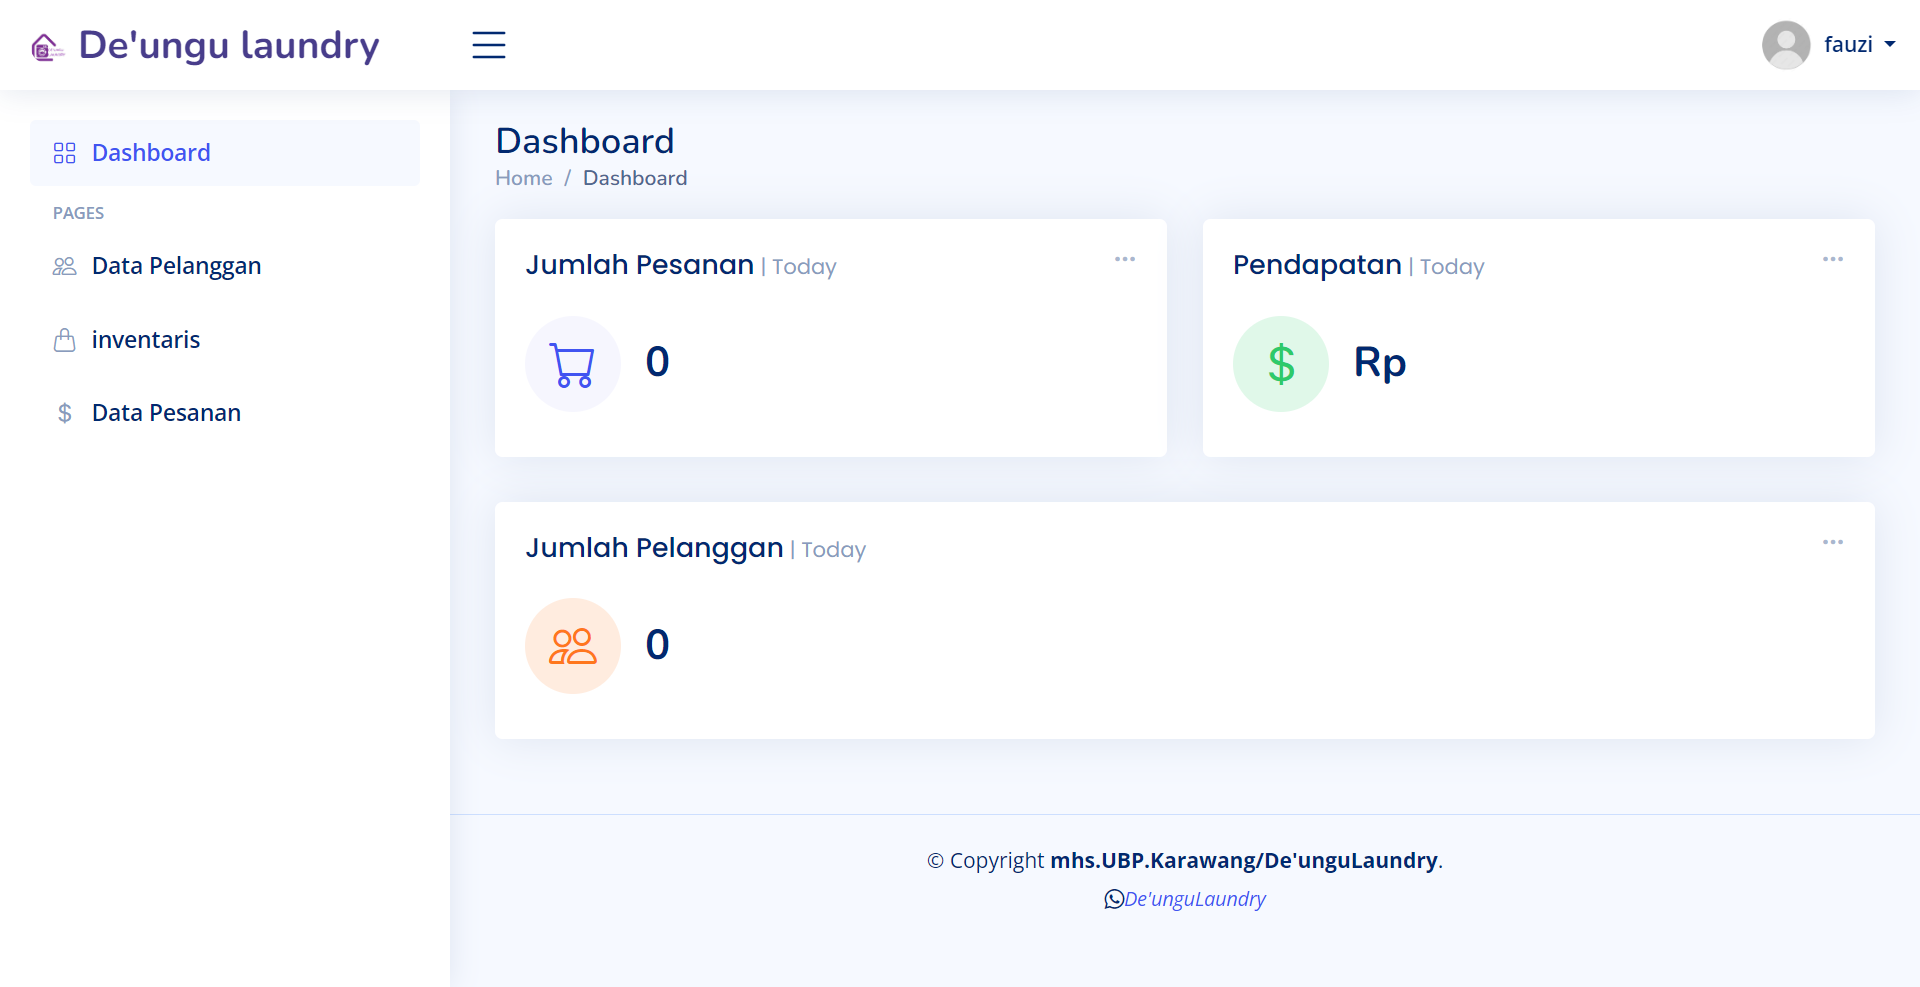 De'ungu laundry
fauzi
Dashboard
PAGES
Data Pelanggan
inventaris
Data Pesanan
Dashboard
Home / Dashboard
Jumlah Pesanan | Today
0
Pendapatan | Today
Rp
Jumlah Pelanggan | Today
0
© Copyright mhs.UBP.Karawang/De'unguLaundry.
De'unguLaundry